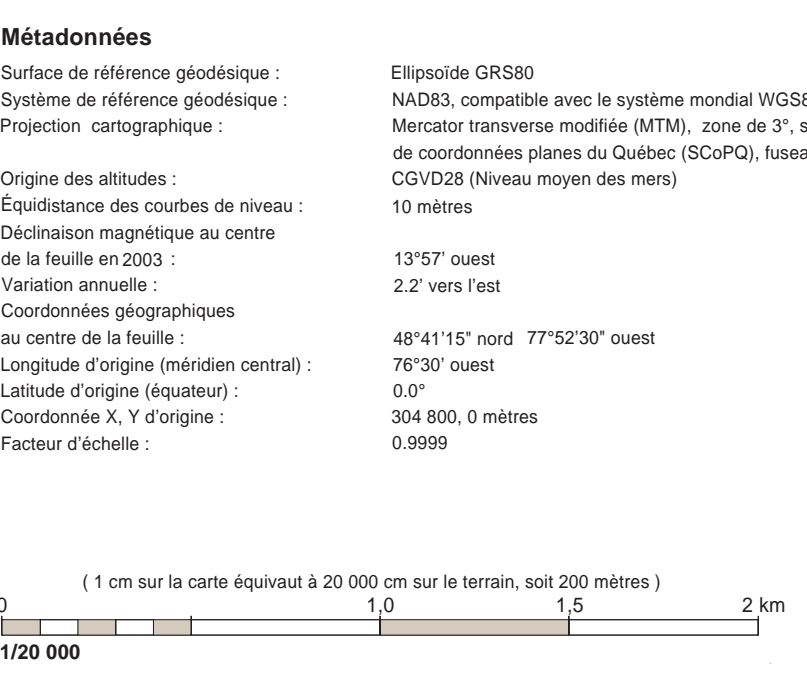 Métadonnées
Surface de référence géodésique : Ellipsoïde GRS80
Système de référence géodésique : NAD83, compatible avec le système mondial
Projection cartographique : Mercator transverse modifiée (MTM), zone de 3°,
de coordonnées planes du Québec (SCoPQ),
Origine des altitudes : CGVD28 (Niveau moyen des mers)
Équidistance des courbes de niveau : 10 mètres
Déclinaison magnétique au centre
de la feuille en 2003 : 13°57’ ouest
Variation annuelle : 2.2’ vers l’est
Coordonnées géographiques
au centre de la feuille : 48°41’15" nord 77°52’30" ouest
Longitude d’origine (méridien central) : 76°30’ ouest
Latitude d’origine (équateur) : 0.0°
Coordonnée X, Y d’origine : 304 800, 0 mètres
Facteur d’échelle : 0.9999
( 1 cm sur la carte équivaut à 20 000 cm sur le terrain, soit 200 mètres )
0 1,0 1,5 2 km
1/20 000